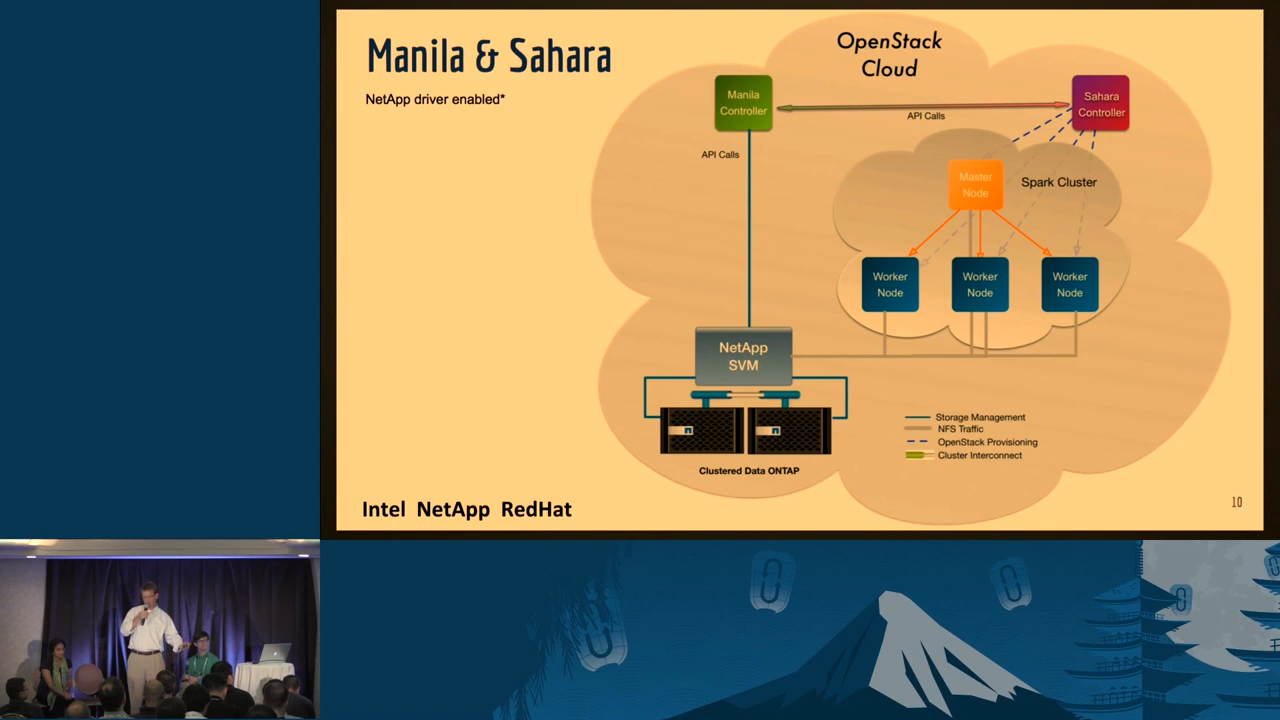 Manila & Sahara
NetApp driver enabled*
OpenStack
Cloud
Manila
Controller
API Calls
Sahara
Controller
API Calls
Master
Node
Spark Cluster
Worker
Node
Worker
Node
Worker
Node
NetApp
SVM
Clustered Data ONTAP
Storage Management
NFS Traffic
OpenStack Provisioning
Cluster Interconnect
Intel NetApp RedHat
10